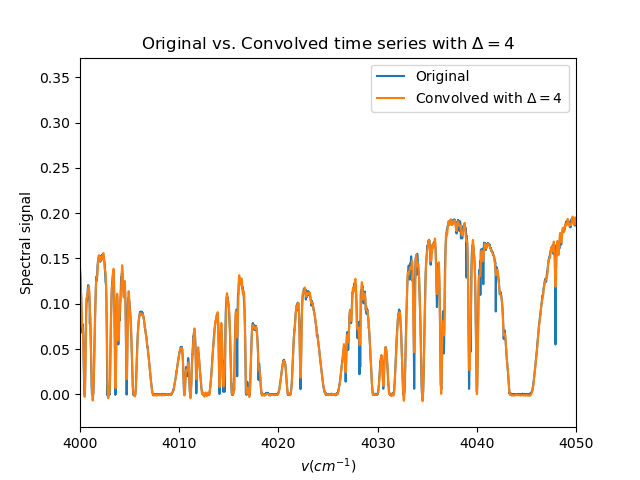 Original vs. Convolved time series with Δ = 4
Original
Convolved with Δ = 4
Spectral signal
0.35
0.30
0.25
0.20
0.15
0.10
0.05
0.00
4000 4010 4020 4030 4040 4050
v(cm⁻¹)